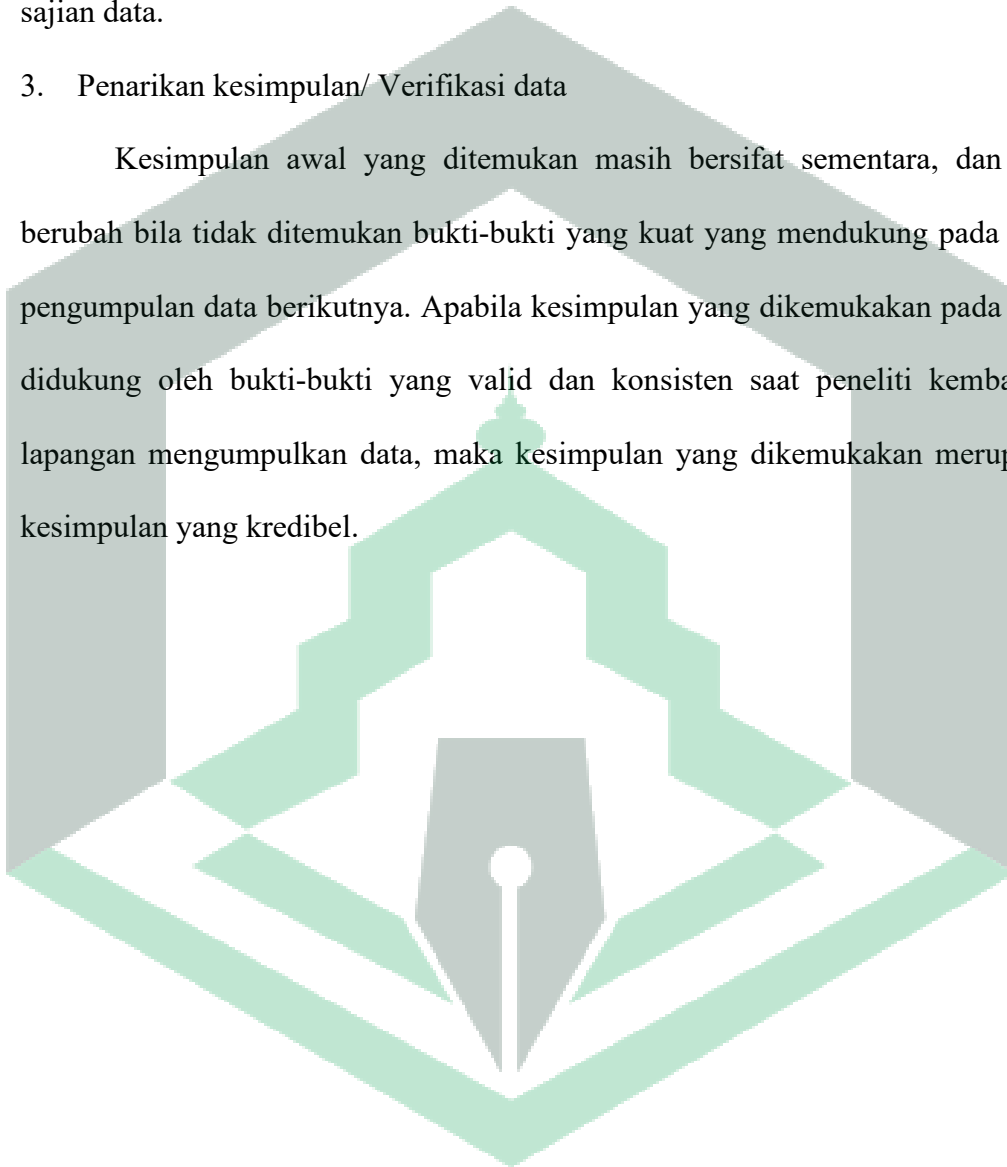 sajian data.
3. Penarikan kesimpulan/ Verifikasi data
Kesimpulan awal yang ditemukan masih bersifat sementara, dan
berubah bila tidak ditemukan bukti-bukti yang kuat yang mendukung pada
pengumpulan data berikutnya. Apabila kesimpulan yang dikemukakan pada
didukung oleh bukti-bukti yang valid dan konsisten saat peneliti
lapangan mengumpulkan data, maka kesimpulan yang dikemukakan
kesimpulan yang kredibel.